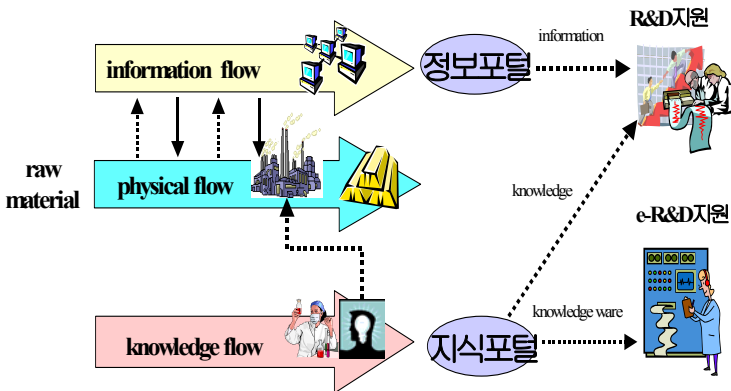 R&D지원
information flow
정보포털
information
raw
material
physical flow
knowledge
e-R&D지원
knowledge flow
지식포털
knowledge ware